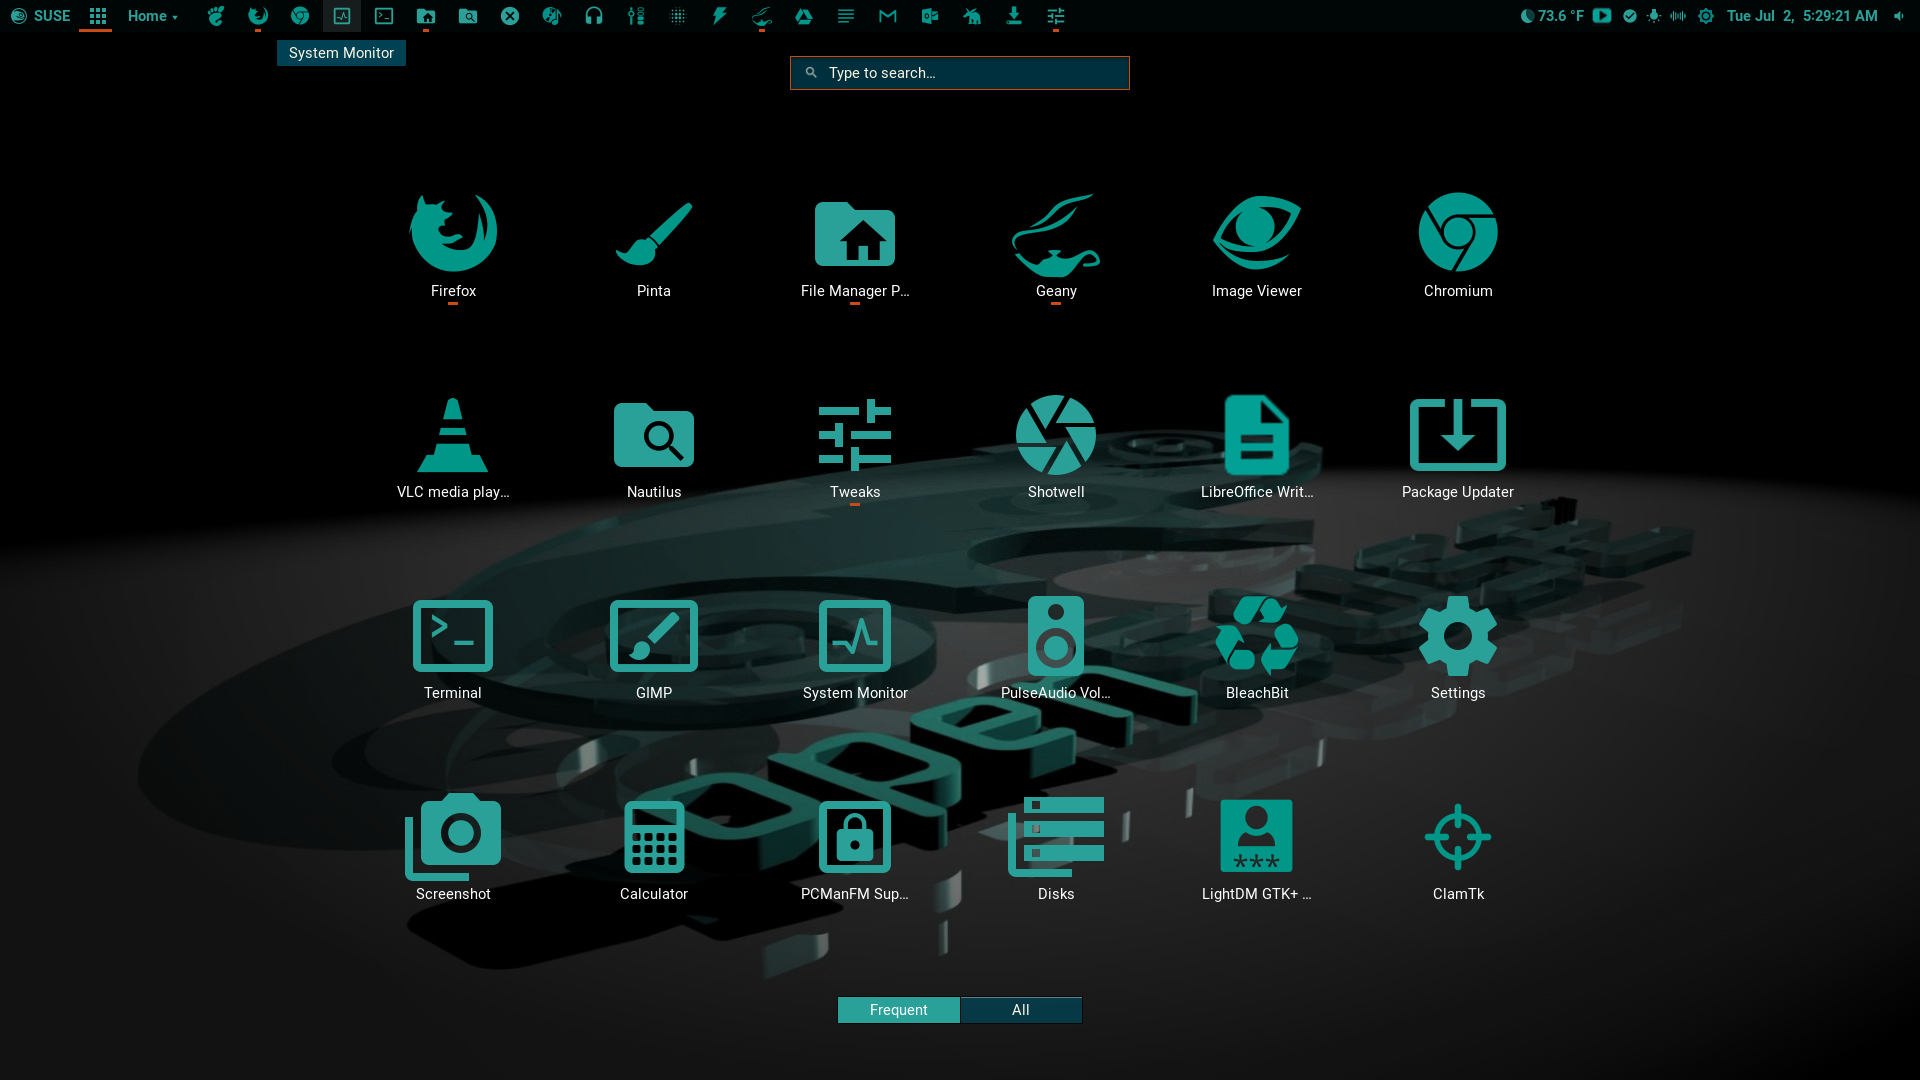 SUSE
Home
73.6 °F
Tue Jul 2, 5:29:21 AM
System Monitor
Type to search...
Firefox
Pinta
File Manager P...
Geany
Image Viewer
Chromium
VLC media play...
Nautilus
Tweaks
Shotwell
LibreOffice Writ...
Package Updater
Terminal
GIMP
System Monitor
PulseAudio Vol...
BleachBit
Settings
open
***
Screenshot
Calculator
PCManFM Sup...
Disks
LightDM GTK+ ...
ClamTk
Frequent
All